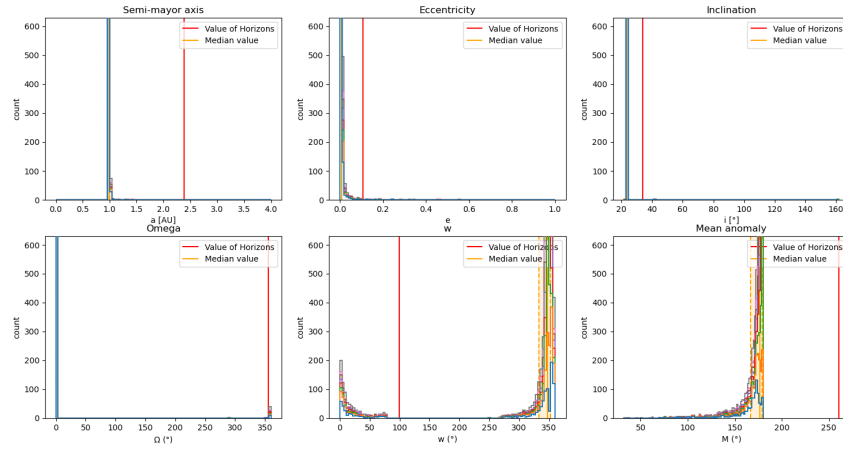 Semi-mayor axis
Value of Horizons
Median value
count
600
500
400
300
200
100
0
0.0 0.5 1.0 1.5 2.0 2.5 3.0 3.5 4.0
a [AU]
Eccentricity
Value of Horizons
Median value
count
600
500
400
300
200
100
0
0.0 0.2 0.4 0.6 0.8 1.0
e
Inclination
Value of Horizons
Median value
count
600
500
400
300
200
100
0
20 40 60 80 100 120 140 160
i [°]
Omega
Value of Horizons
Median value
count
600
500
400
300
200
100
0
0 50 100 150 200 250 300 350
Ω (°)
w
Value of Horizons
Median value
count
600
500
400
300
200
100
0
0 50 100 150 200 250 300 350
w (°)
Mean anomaly
Value of Horizons
Median value
count
600
500
400
300
200
100
0
50 100 150 200 250
M (°)